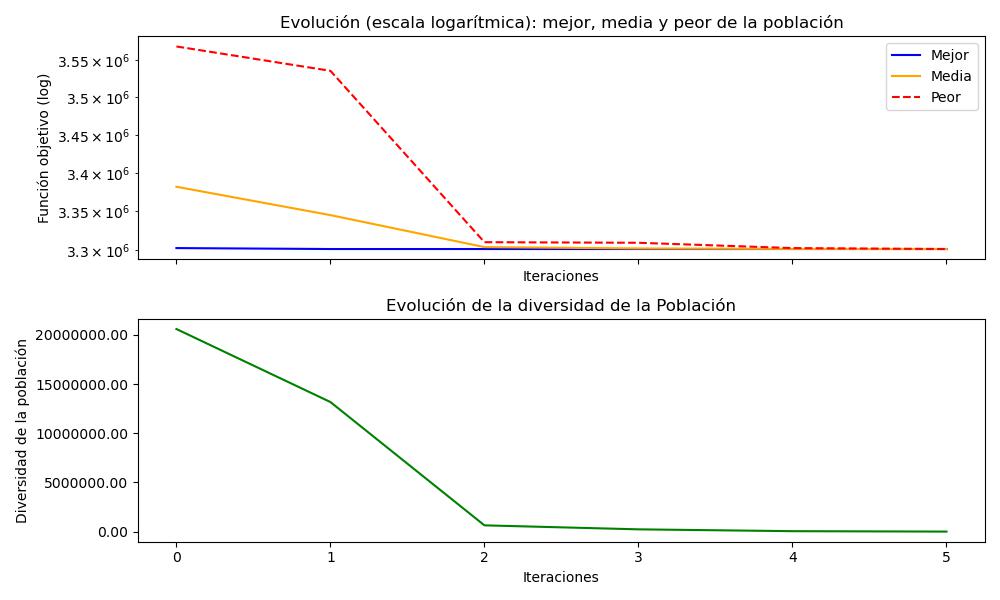 Evolución (escala logarítmica): mejor, media y peor de la población
Función objetivo (log)
3.55 × 10⁶
3.5 × 10⁶
3.45 × 10⁶
3.4 × 10⁶
3.35 × 10⁶
3.3 × 10⁶
Mejor
Media
Peor
Iteraciones
Evolución de la diversidad de la Población
Diversidad de la población
20000000.00
15000000.00
10000000.00
5000000.00
0.00
0 1 2 3 4 5
Iteraciones